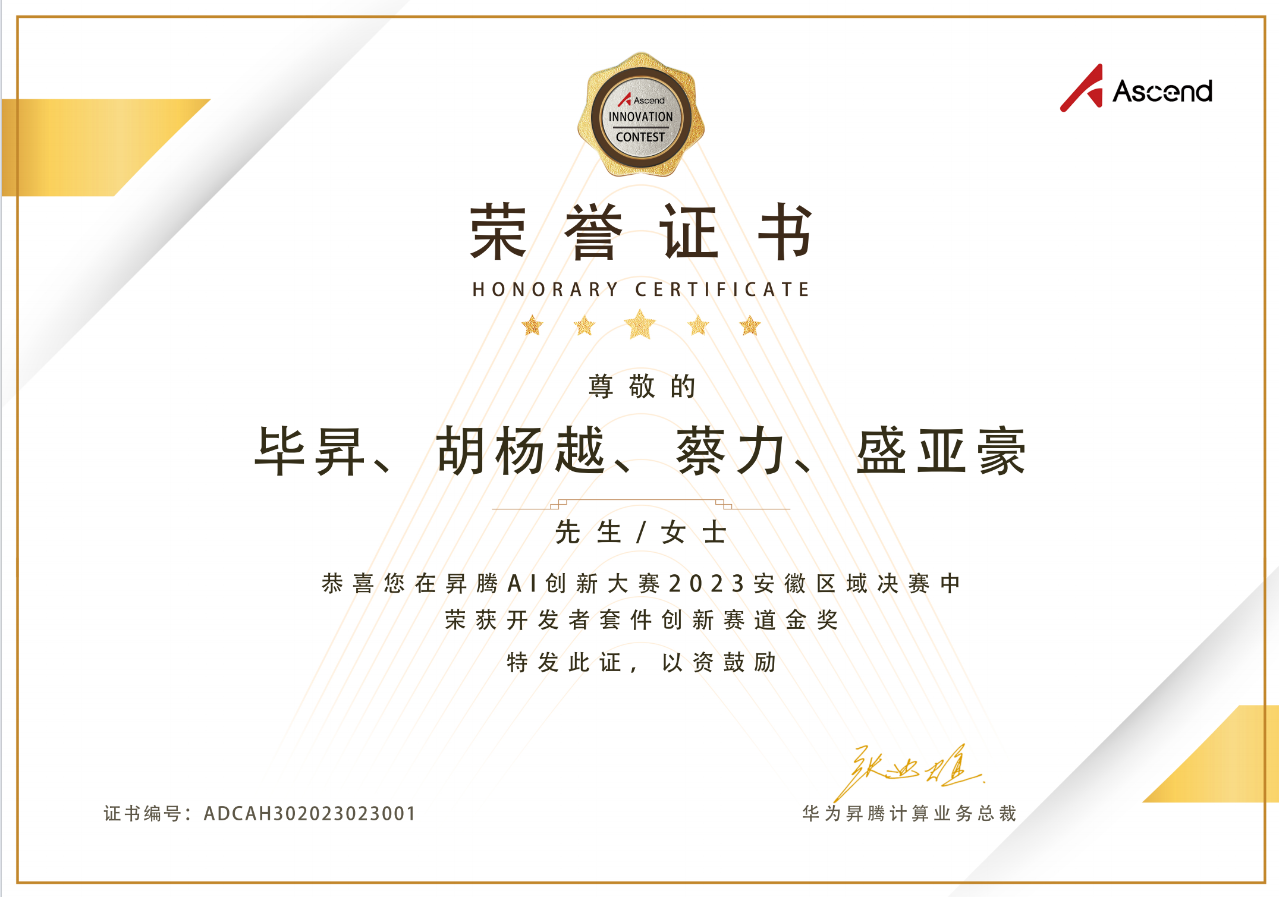 Ascend
INNOVATION
CONTEST
Ascend
荣誉证书
HONORARY CERTIFICATE
尊敬的
毕昇、胡杨越、蔡力、盛亚豪
先生/女士
恭喜您在昇腾AI创新大赛2023安徽区域决赛中
荣获开发者套件创新赛道金奖
特发此证，以资鼓励
张迪煊
证书编号：ADCAH302023023001
华为昇腾计算业务总裁